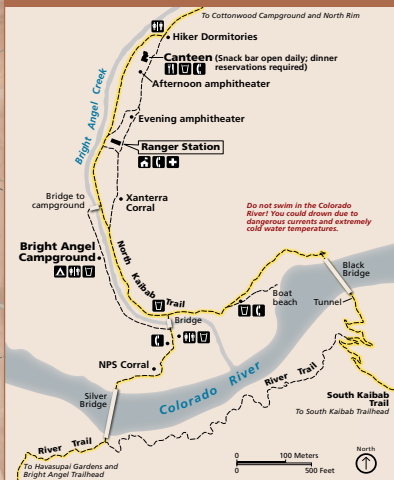 To Cottonwood Campground and North Rim
Hiker Dormitories
Canteen (Snack bar open daily; dinner
reservations required)
Afternoon amphitheater
Bright Angel Creek
Evening amphitheater
Ranger Station
Bridge to
campground
Xanterra
Corral
Do not swim in the Colorado
River! You could drown due to
dangerous currents and extremely
cold water temperatures.
Bright Angel
Campground
North Kaibab Trail
Black
Bridge
Boat
beach
Tunnel
Bridge
NPS Corral
Silver
Bridge
Colorado River
River Trail
South Kaibab
Trail
To South Kaibab Trailhead
River Trail
To Havasupai Gardens and
Bright Angel Trailhead
0 100 Meters
0 500 Feet
North